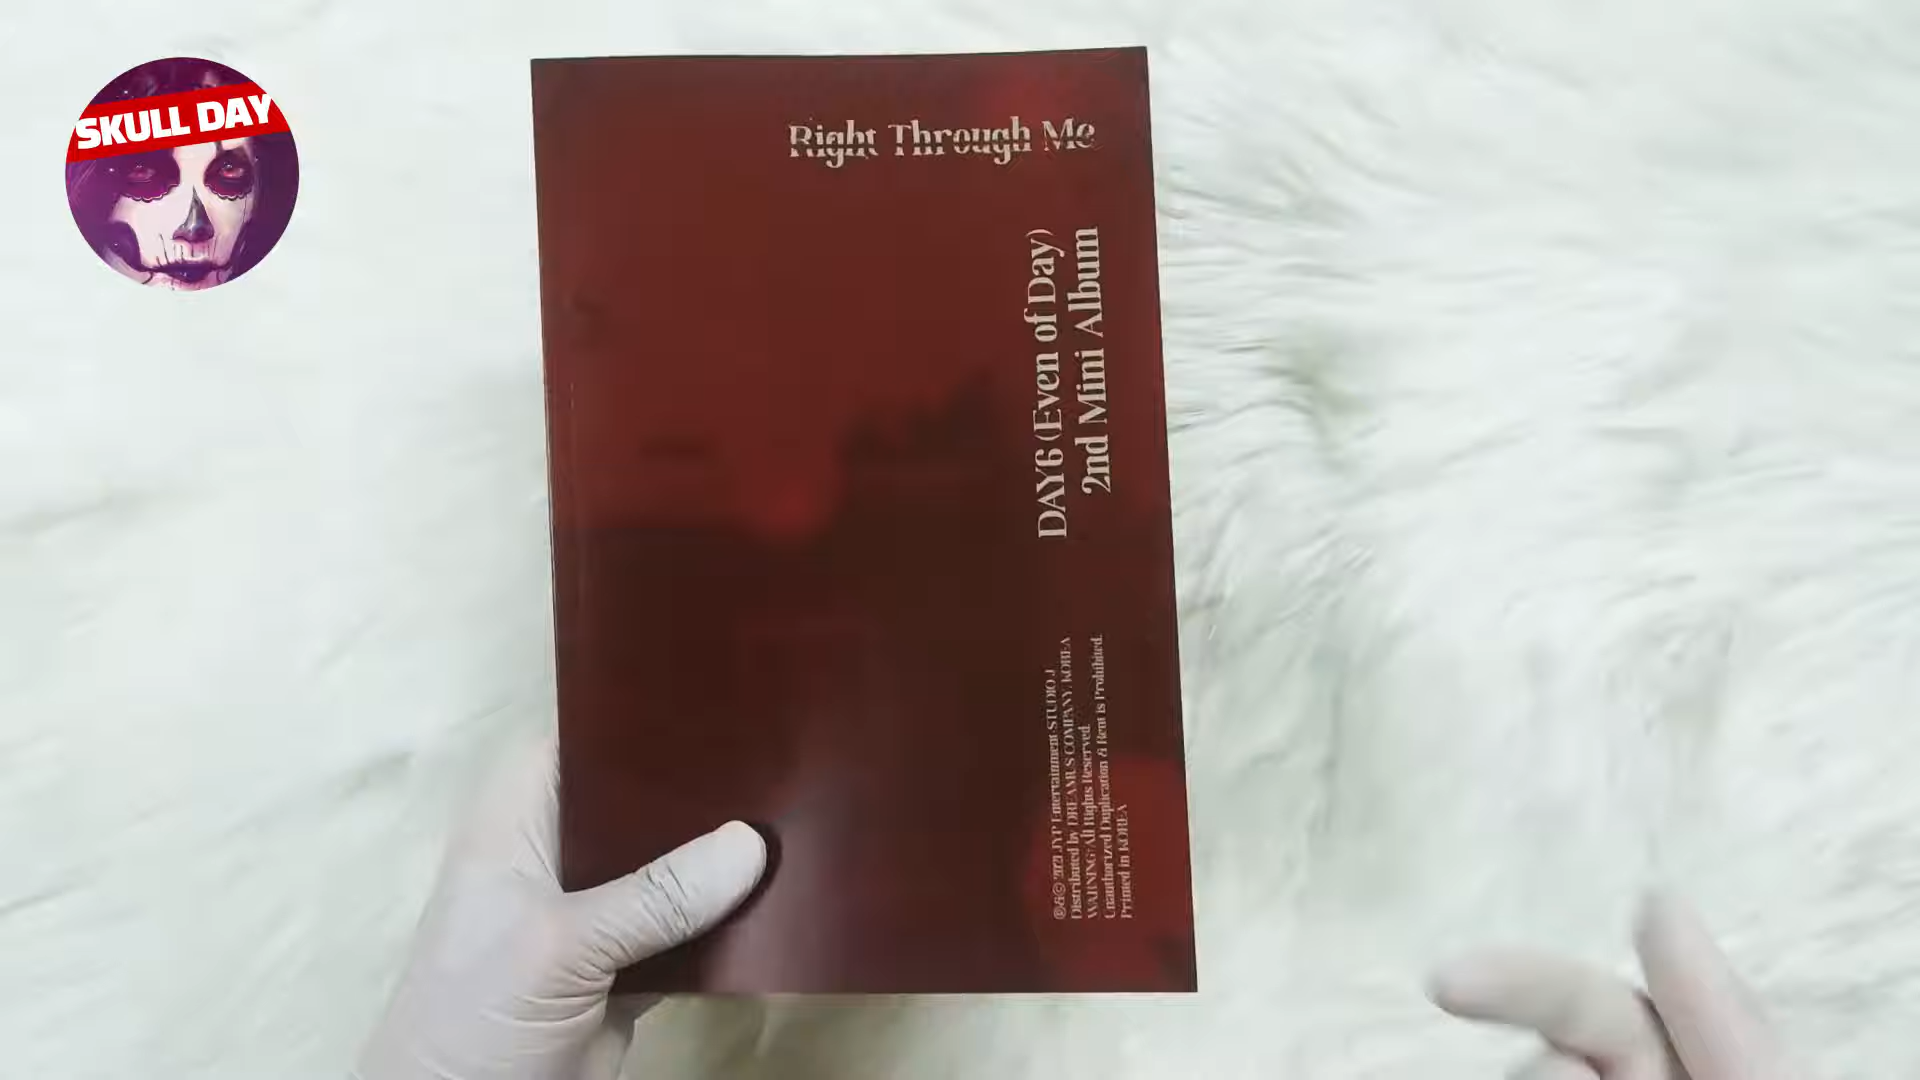 SKULL DAY
Right Through Me
DAY6 (Even of Day)
2nd Mini Album
℗&© 2021 JYP Entertainment STUDIO J
Distributed by DREAMUS COMPANY, KOREA
WARNING: All Rights Reserved.
Unauthorized Duplication & Rent is Prohibited.
Printed in KOREA